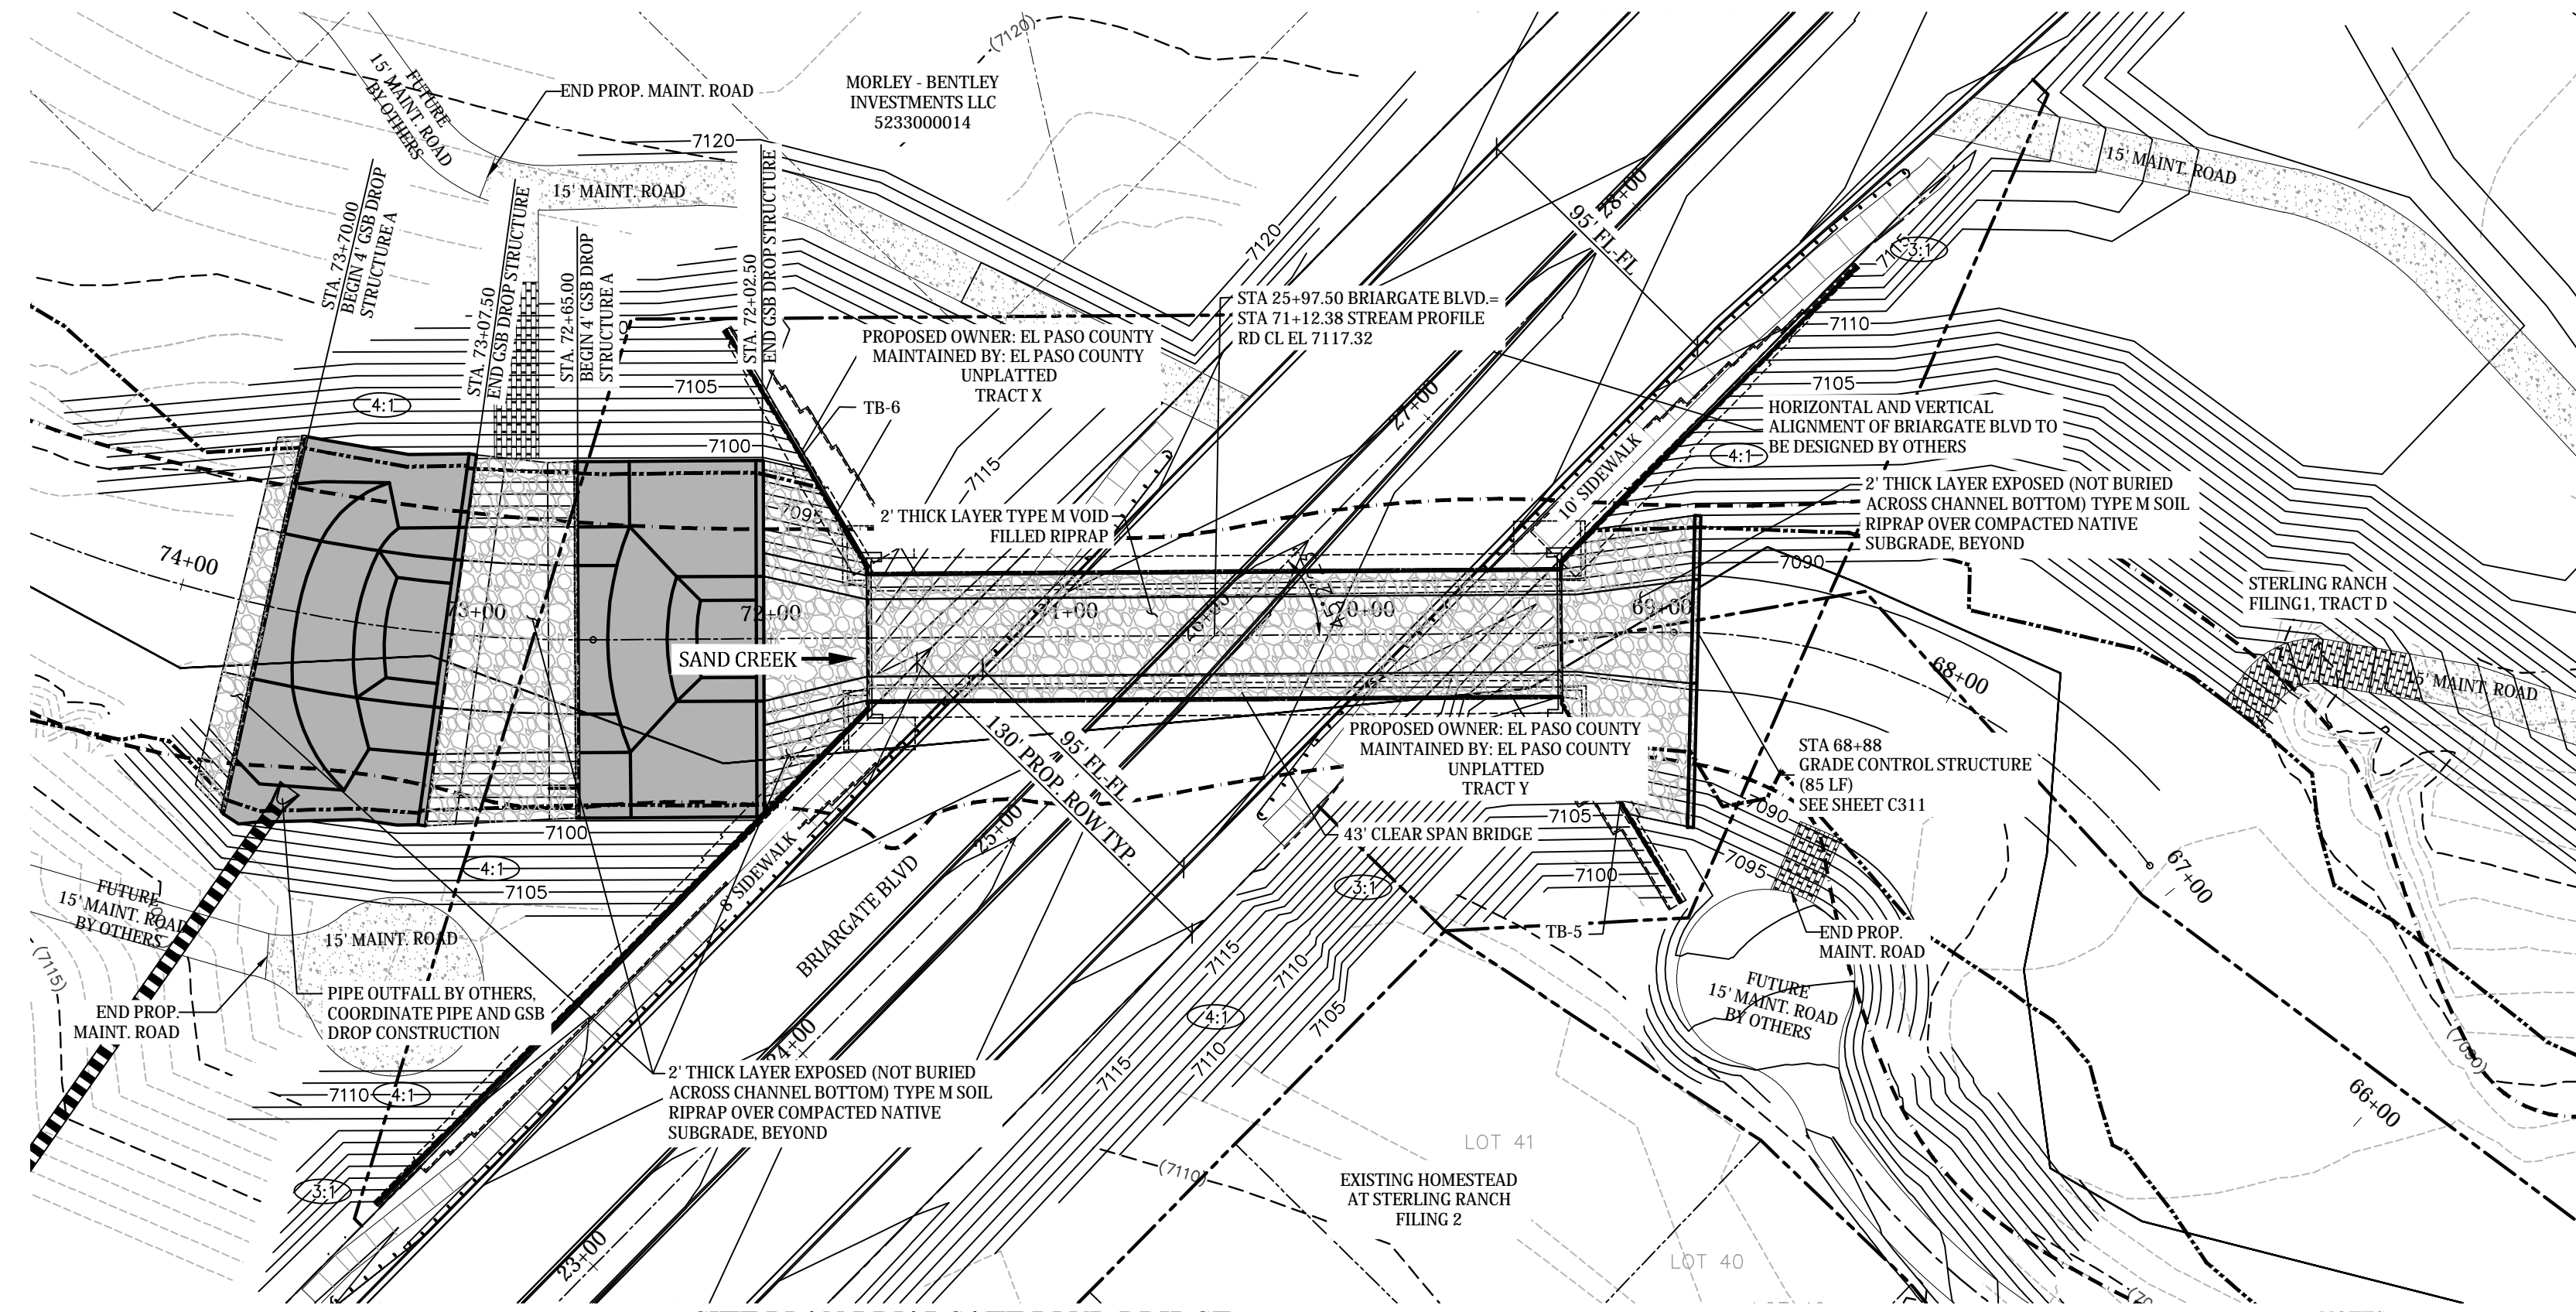 (7120)
FUTURE
15' MAINT. ROAD
BY OTHERS
END PROP. MAINT. ROAD
MORLEY - BENTLEY
INVESTMENTS LLC
5233000014
7120
15' MAINT. ROAD
STA. 73+70.00
BEGIN 4' GSB DROP
STRUCTURE A
STA. 73+07.50
END GSB DROP STRUCTURE
STA. 72+65.00
BEGIN 4' GSB DROP
STRUCTURE A
STA. 72+02.50
END GSB DROP STRUCTURE
7120
95' FL-FL
28+00
15' MAINT. ROAD
3:1
7110
7105
STA 25+97.50 BRIARGATE BLVD.=
STA 71+12.38 STREAM PROFILE
RD CL EL 7117.32
PROPOSED OWNER: EL PASO COUNTY
MAINTAINED BY: EL PASO COUNTY
UNPLATTED
TRACT X
TB-6
4:1
7105
7100
7095
7115
27+00
HORIZONTAL AND VERTICAL
ALIGNMENT OF BRIARGATE BLVD TO
BE DESIGNED BY OTHERS
4:1
10' SIDEWALK
2' THICK LAYER EXPOSED (NOT BURIED
ACROSS CHANNEL BOTTOM) TYPE M SOIL
RIPRAP OVER COMPACTED NATIVE
SUBGRADE, BEYOND
2' THICK LAYER TYPE M VOID
FILLED RIPRAP
7090
74+00
73+00
72+00
71+00
70+00
69+00
26+00
SAND CREEK
68+00
STERLING RANCH
FILING1, TRACT D
15' MAINT. ROAD
130' PROP. ROW TYP.
95' FL-FL
PROPOSED OWNER: EL PASO COUNTY
MAINTAINED BY: EL PASO COUNTY
UNPLATTED
TRACT Y
STA 68+88
GRADE CONTROL STRUCTURE
(85 LF)
SEE SHEET C311
7090
7095
7105
7100
43' CLEAR SPAN BRIDGE
3:1
67+00
7100
4:1
7105
8' SIDEWALK
25+00
BRIARGATE BLVD
FUTURE
15' MAINT. ROAD
BY OTHERS
15' MAINT. ROAD
(7115)
END PROP.
MAINT. ROAD
PIPE OUTFALL BY OTHERS,
COORDINATE PIPE AND GSB
DROP CONSTRUCTION
TB-5
END PROP.
MAINT. ROAD
FUTURE
15' MAINT. ROAD
BY OTHERS
7115
7110
7105
4:1
7115
7110
24+00
2' THICK LAYER EXPOSED (NOT BURIED
ACROSS CHANNEL BOTTOM) TYPE M SOIL
RIPRAP OVER COMPACTED NATIVE
SUBGRADE, BEYOND
7110
4:1
3:1
(7090)
66+00
LOT 41
(7110)
EXISTING HOMESTEAD
AT STERLING RANCH
FILING 2
LOT 40
23+00